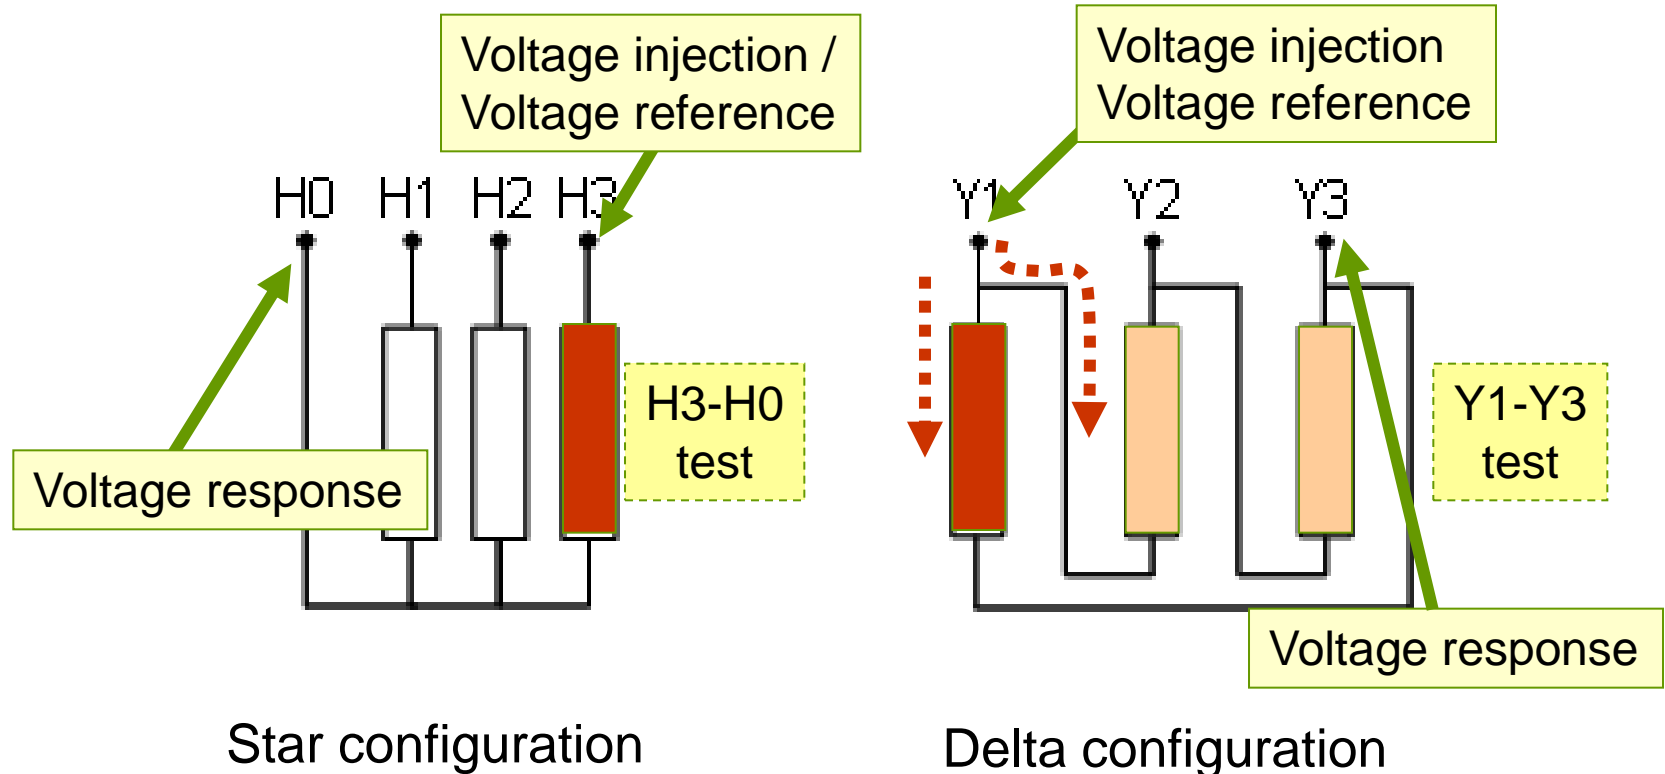 Voltage injection /
Voltage reference
Voltage injection
Voltage reference
H0 H1 H2 H3
Y1 Y2 Y3
H3-H0
test
Y1-Y3
test
Voltage response
Voltage response
Star configuration
Delta configuration